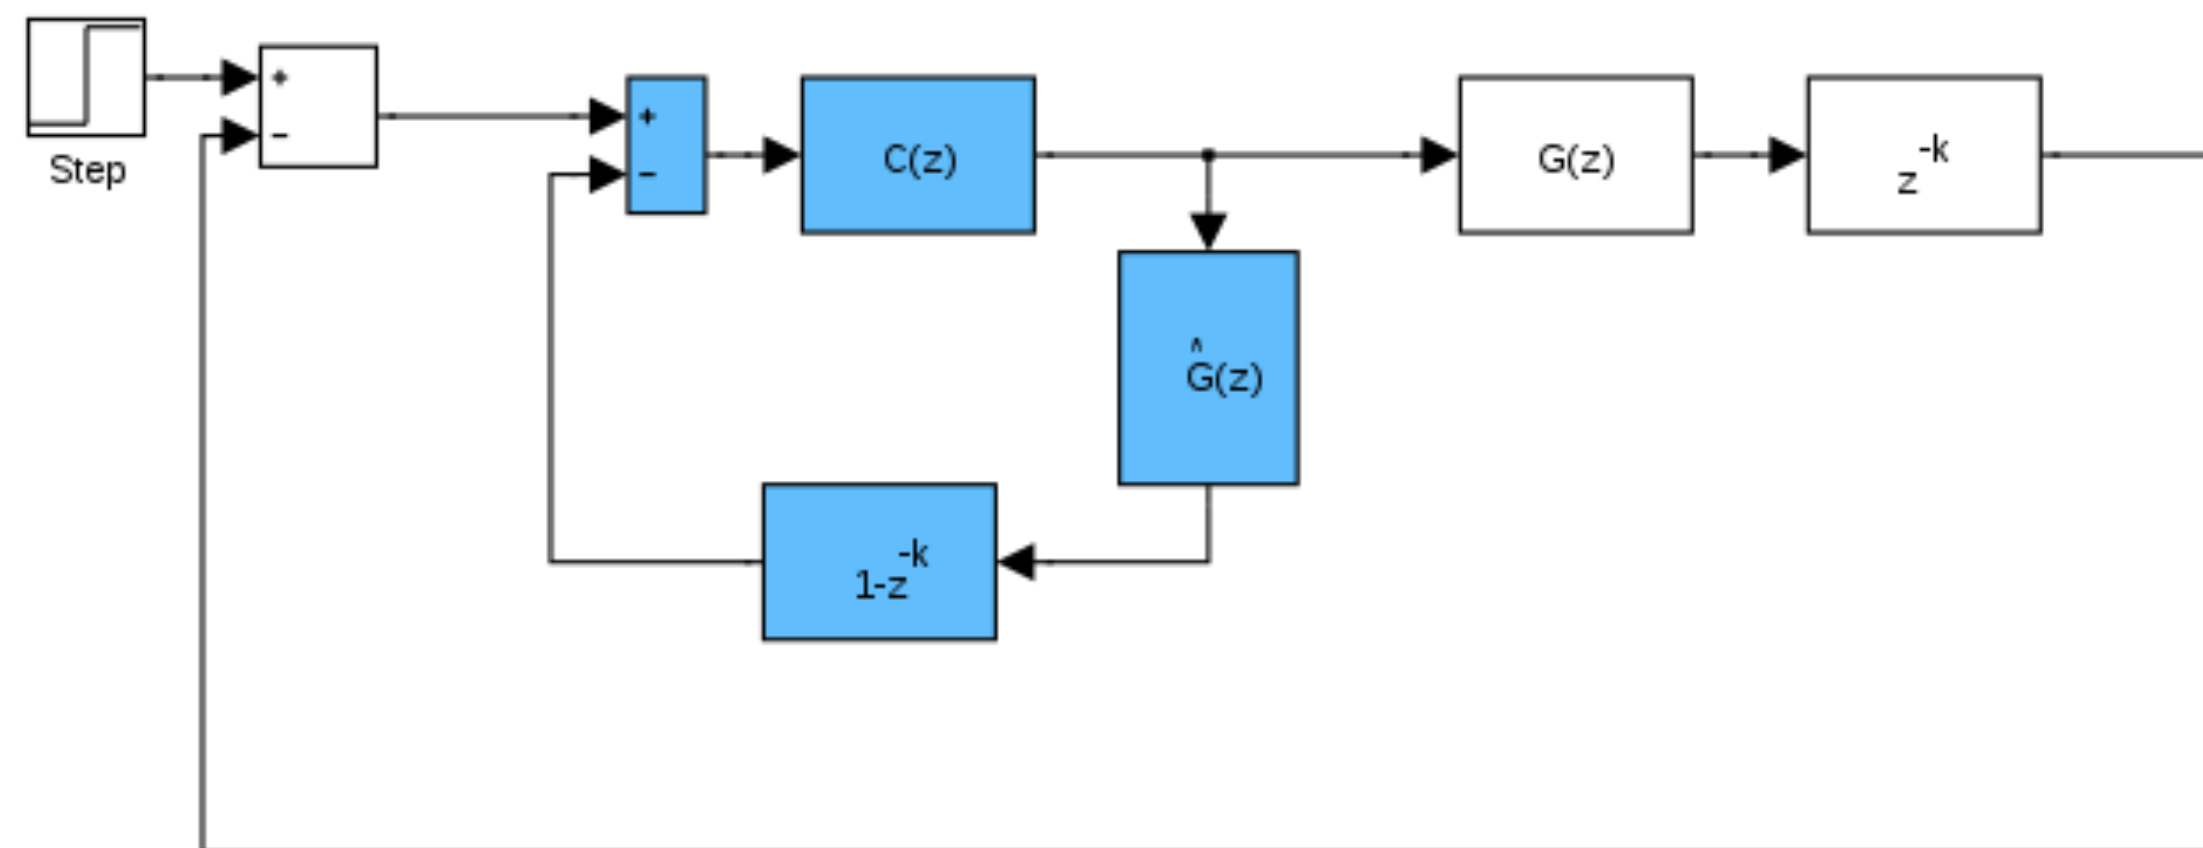 Step
+
−
+
−
C(z)
G(z)
z^-k
Ĝ(z)
1-z^-k